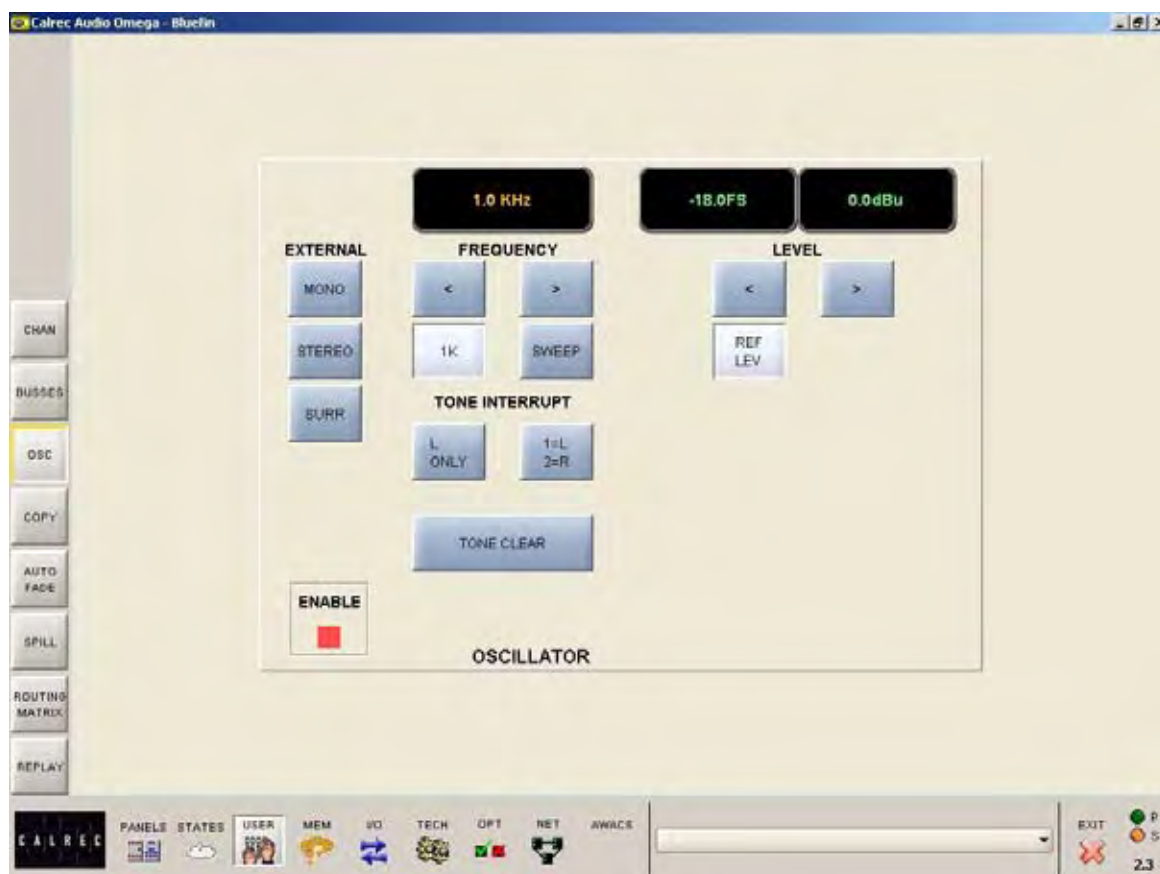 Calrec Audio Omega - Bluefin
1.0 KHz
-18.0FS
0.0dBu
EXTERNAL
FREQUENCY
LEVEL
MONO
<
>
<
>
STEREO
1K
SWEEP
REF
LEV
SURR
TONE INTERRUPT
L
ONLY
1=L
2=R
TONE CLEAR
ENABLE
OSCILLATOR
CHAN
BUSSES
OSC
COPY
AUTO
FADE
SPILL
ROUTING
MATRIX
REPLAY
CALREC
PANELS
STATES
USER
MEM
I/O
TECH
OPT
NET
AWACS
EXIT
P
S
2.3